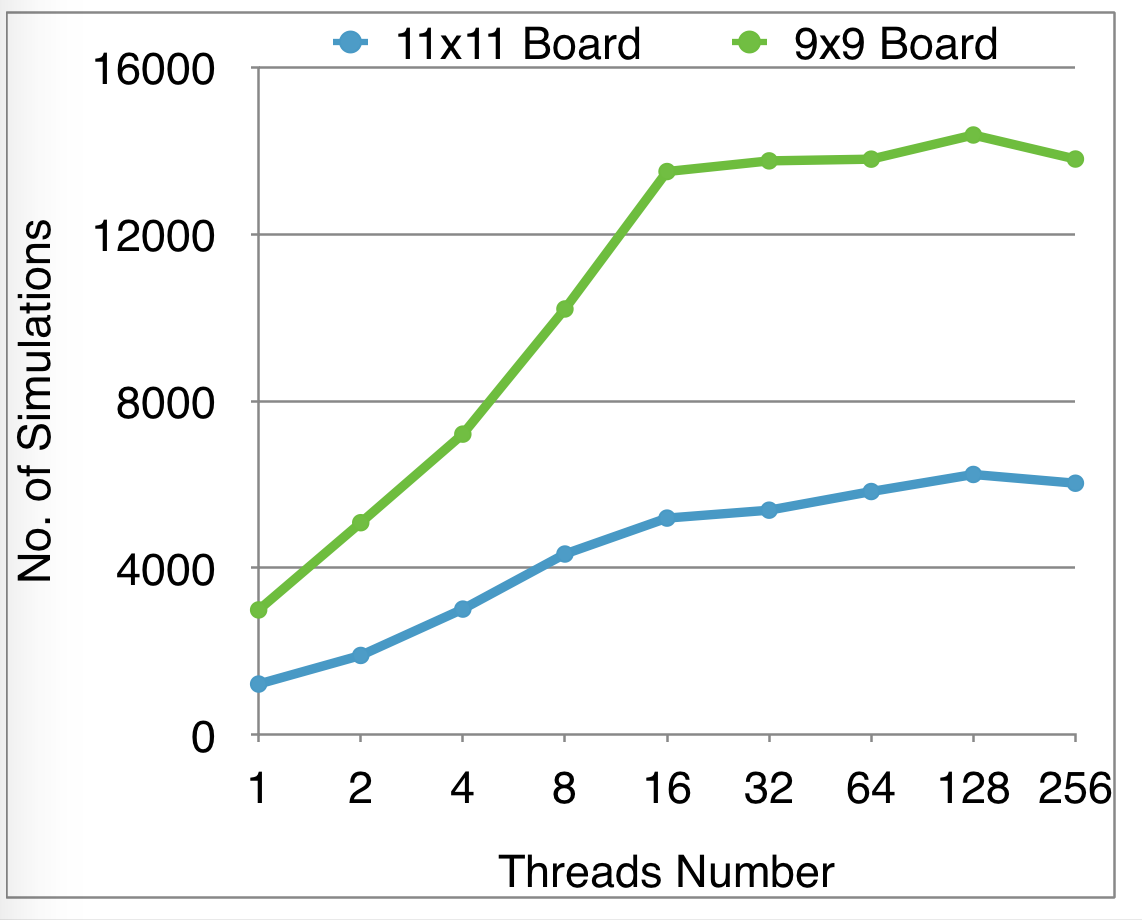 11x11 Board 9x9 Board
16000
12000
8000
4000
0
No. of Simulations
1 2 4 8 16 32 64 128 256
Threads Number